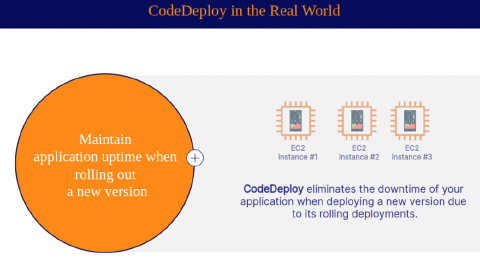 CodeDeploy in the Real World
Maintain
application uptime when
rolling out
a new version
EC2
instance #1
EC2
instance #2
EC2
instance #3
CodeDeploy eliminates the downtime of your
application when deploying a new version due
to its rolling deployments.